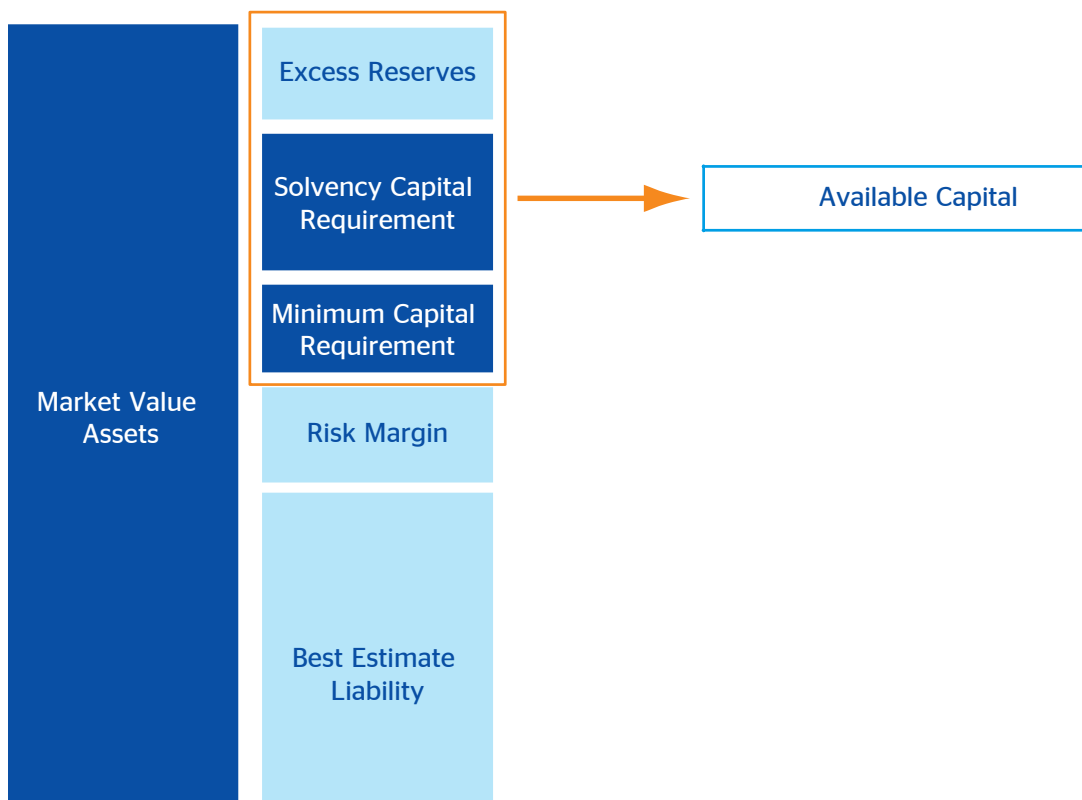 Market Value
Assets
Excess Reserves
Solvency Capital
Requirement
Minimum Capital
Requirement
Risk Margin
Best Estimate
Liability
Available Capital